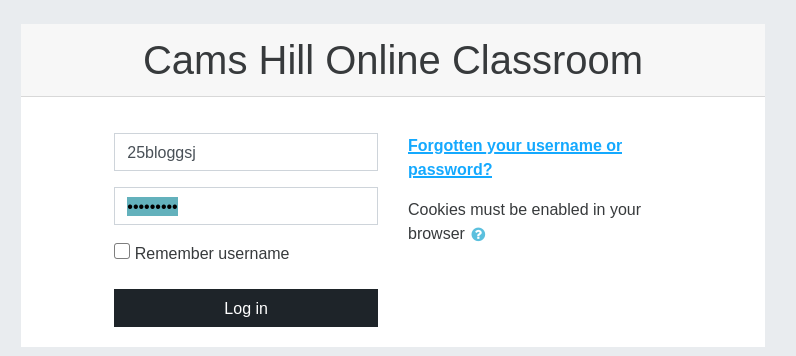 Cams Hill Online Classroom
25bloggsj
•••••••••
Remember username
Log in
Forgotten your username or
password?
Cookies must be enabled in your
browser ?